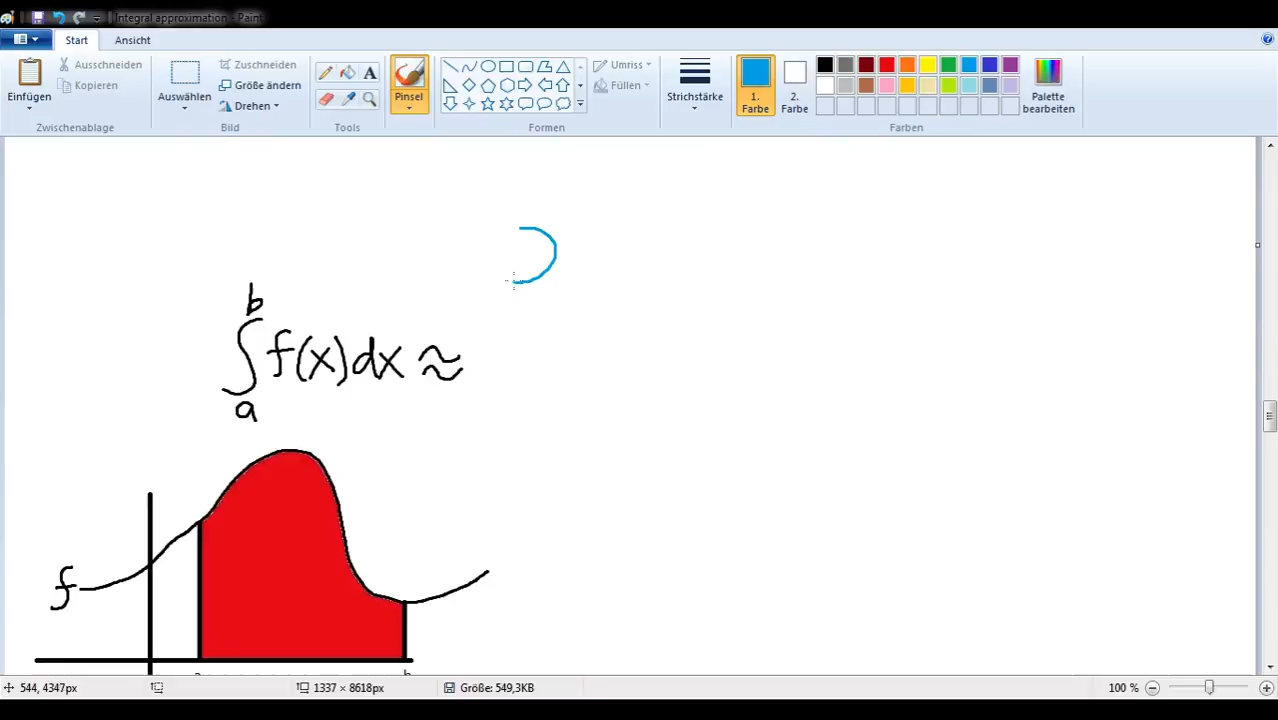 Integral approximation - Paint
Start Ansicht
Einfügen
Ausschneiden
Kopieren
Zwischenablage
Auswählen
Zuschneiden
Größe ändern
Drehen
Bild
A
Tools
Pinsel
Umriss
Füllen
Formen
Strichstärke
1. Farbe
2. Farbe
Palette bearbeiten
Farben
b
∫f(x)dx ≈
a
f
544, 4347px
1337 × 8618px
Größe: 549,3KB
100 %